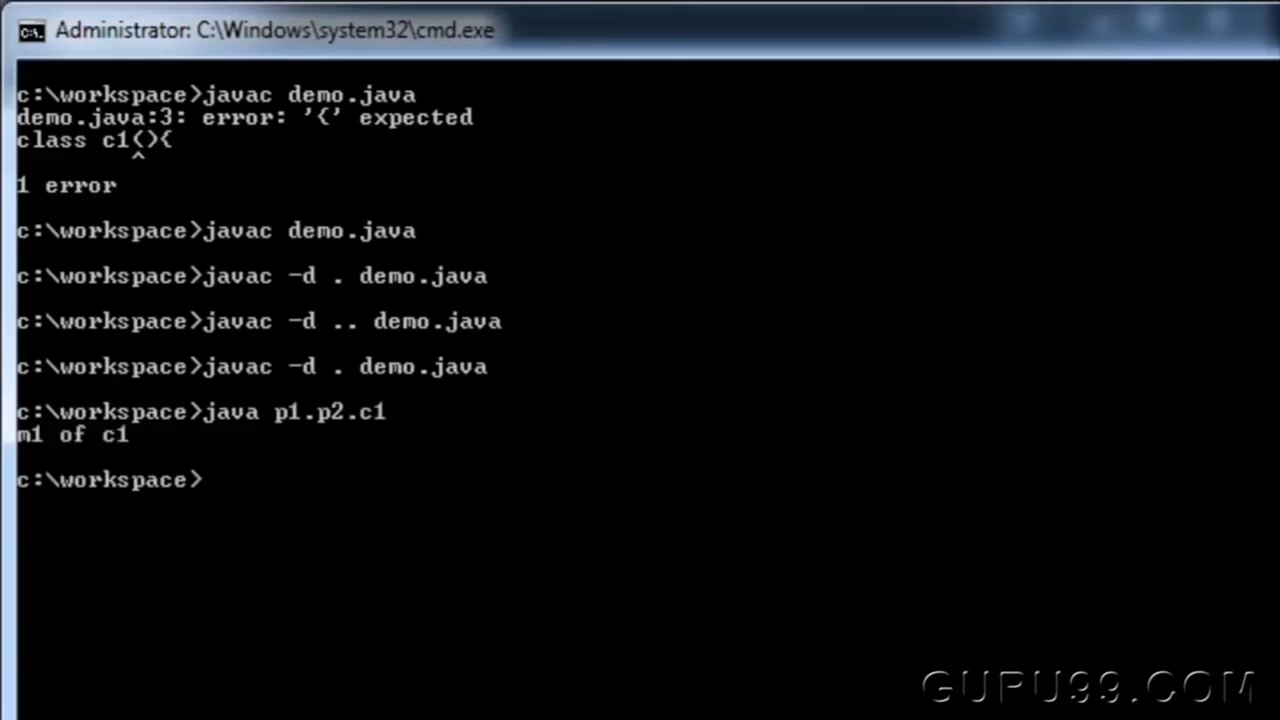 Administrator: C:\Windows\system32\cmd.exe
c:\workspace>javac demo.java
demo.java:3: error: '{' expected
class c1(){
^
1 error
c:\workspace>javac demo.java
c:\workspace>javac -d . demo.java
c:\workspace>javac -d .. demo.java
c:\workspace>javac -d . demo.java
c:\workspace>java p1.p2.c1
m1 of c1
c:\workspace>
GURU99.COM